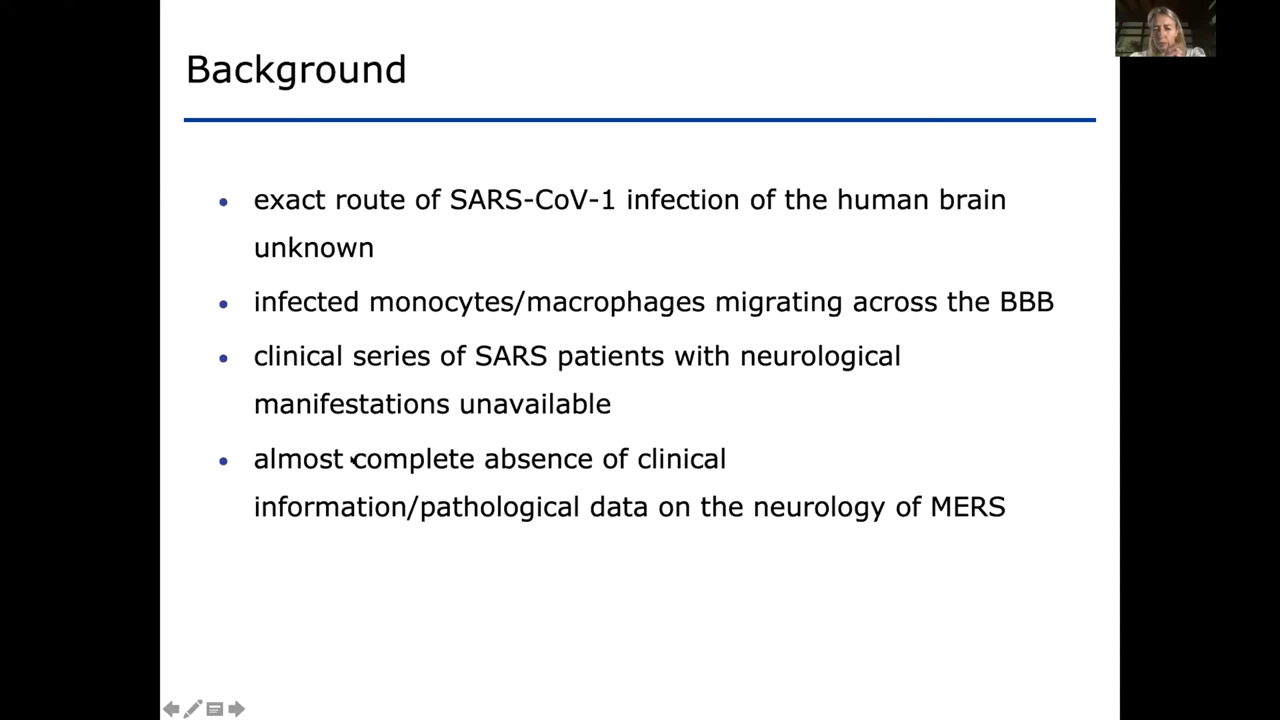 Background
• exact route of SARS-CoV-1 infection of the human brain
unknown
• infected monocytes/macrophages migrating across the BBB
• clinical series of SARS patients with neurological
manifestations unavailable
• almost complete absence of clinical
information/pathological data on the neurology of MERS